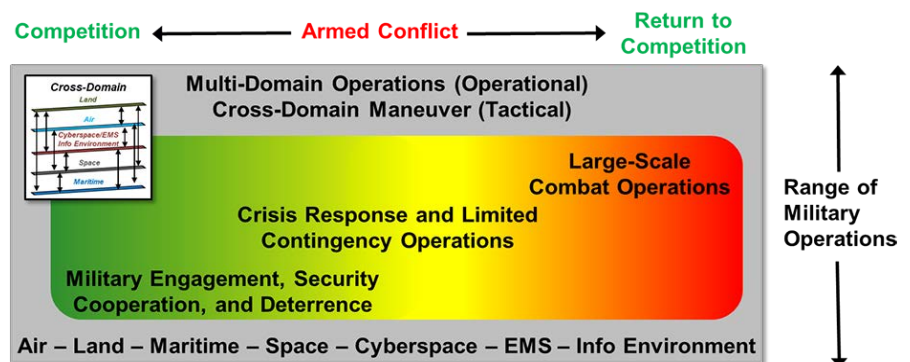 Competition
Armed Conflict
Return to
Competition
Cross-Domain
Land
Air
Cyberspace/EMS
Info Environment
Space
Maritime
Multi-Domain Operations (Operational)
Cross-Domain Maneuver (Tactical)
Large-Scale
Combat Operations
Crisis Response and Limited
Contingency Operations
Military Engagement, Security
Cooperation, and Deterrence
Air – Land – Maritime – Space – Cyberspace – EMS – Info Environment
Range of
Military
Operations